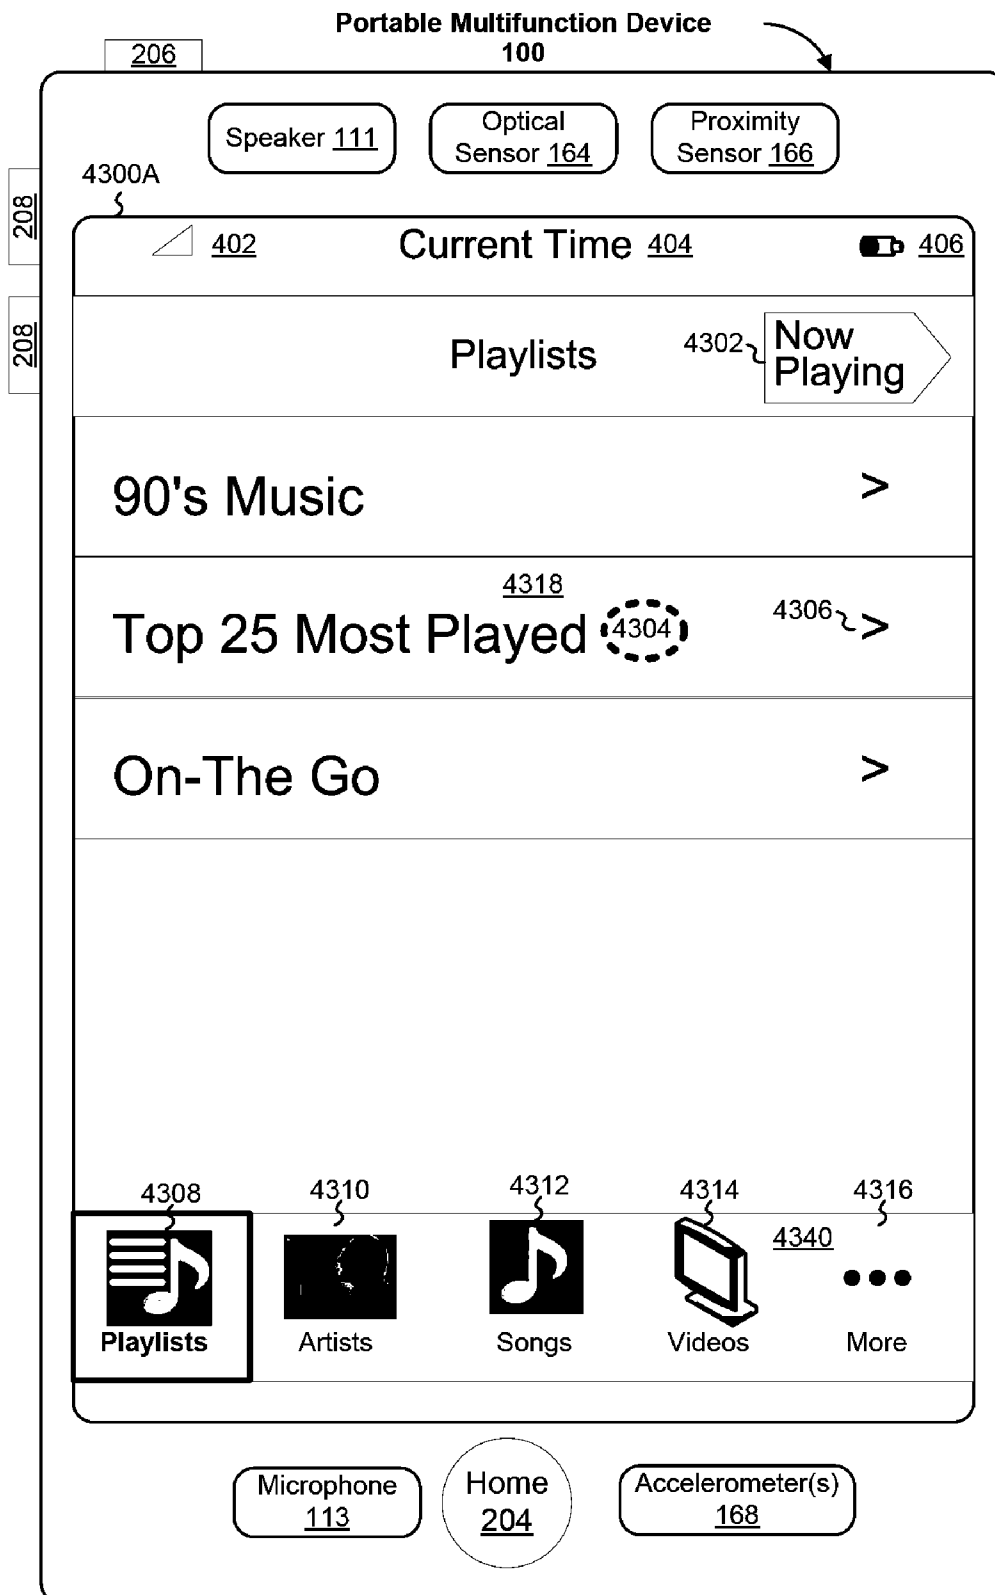 Portable Multifunction Device
100
206
Speaker 111
Optical
Sensor 164
Proximity
Sensor 166
4300A
208
208
402
Current Time 404
406
Playlists
4302
Now
Playing
90's Music >
4318
Top 25 Most Played 4304
4306 >
On-The Go >
4308
4310
4312
4314
4316
4340
Playlists
Artists
Songs
Videos
More
Microphone
113
Home
204
Accelerometer(s)
168